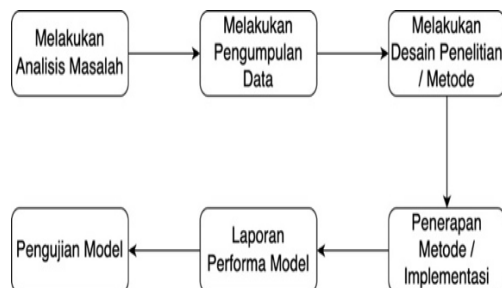 Melakukan
Analisis Masalah
Melakukan
Pengumpulan
Data
Melakukan
Desain Penelitian
/ Metode
Penerapan
Metode /
Implementasi
Laporan
Performa Model
Pengujian Model